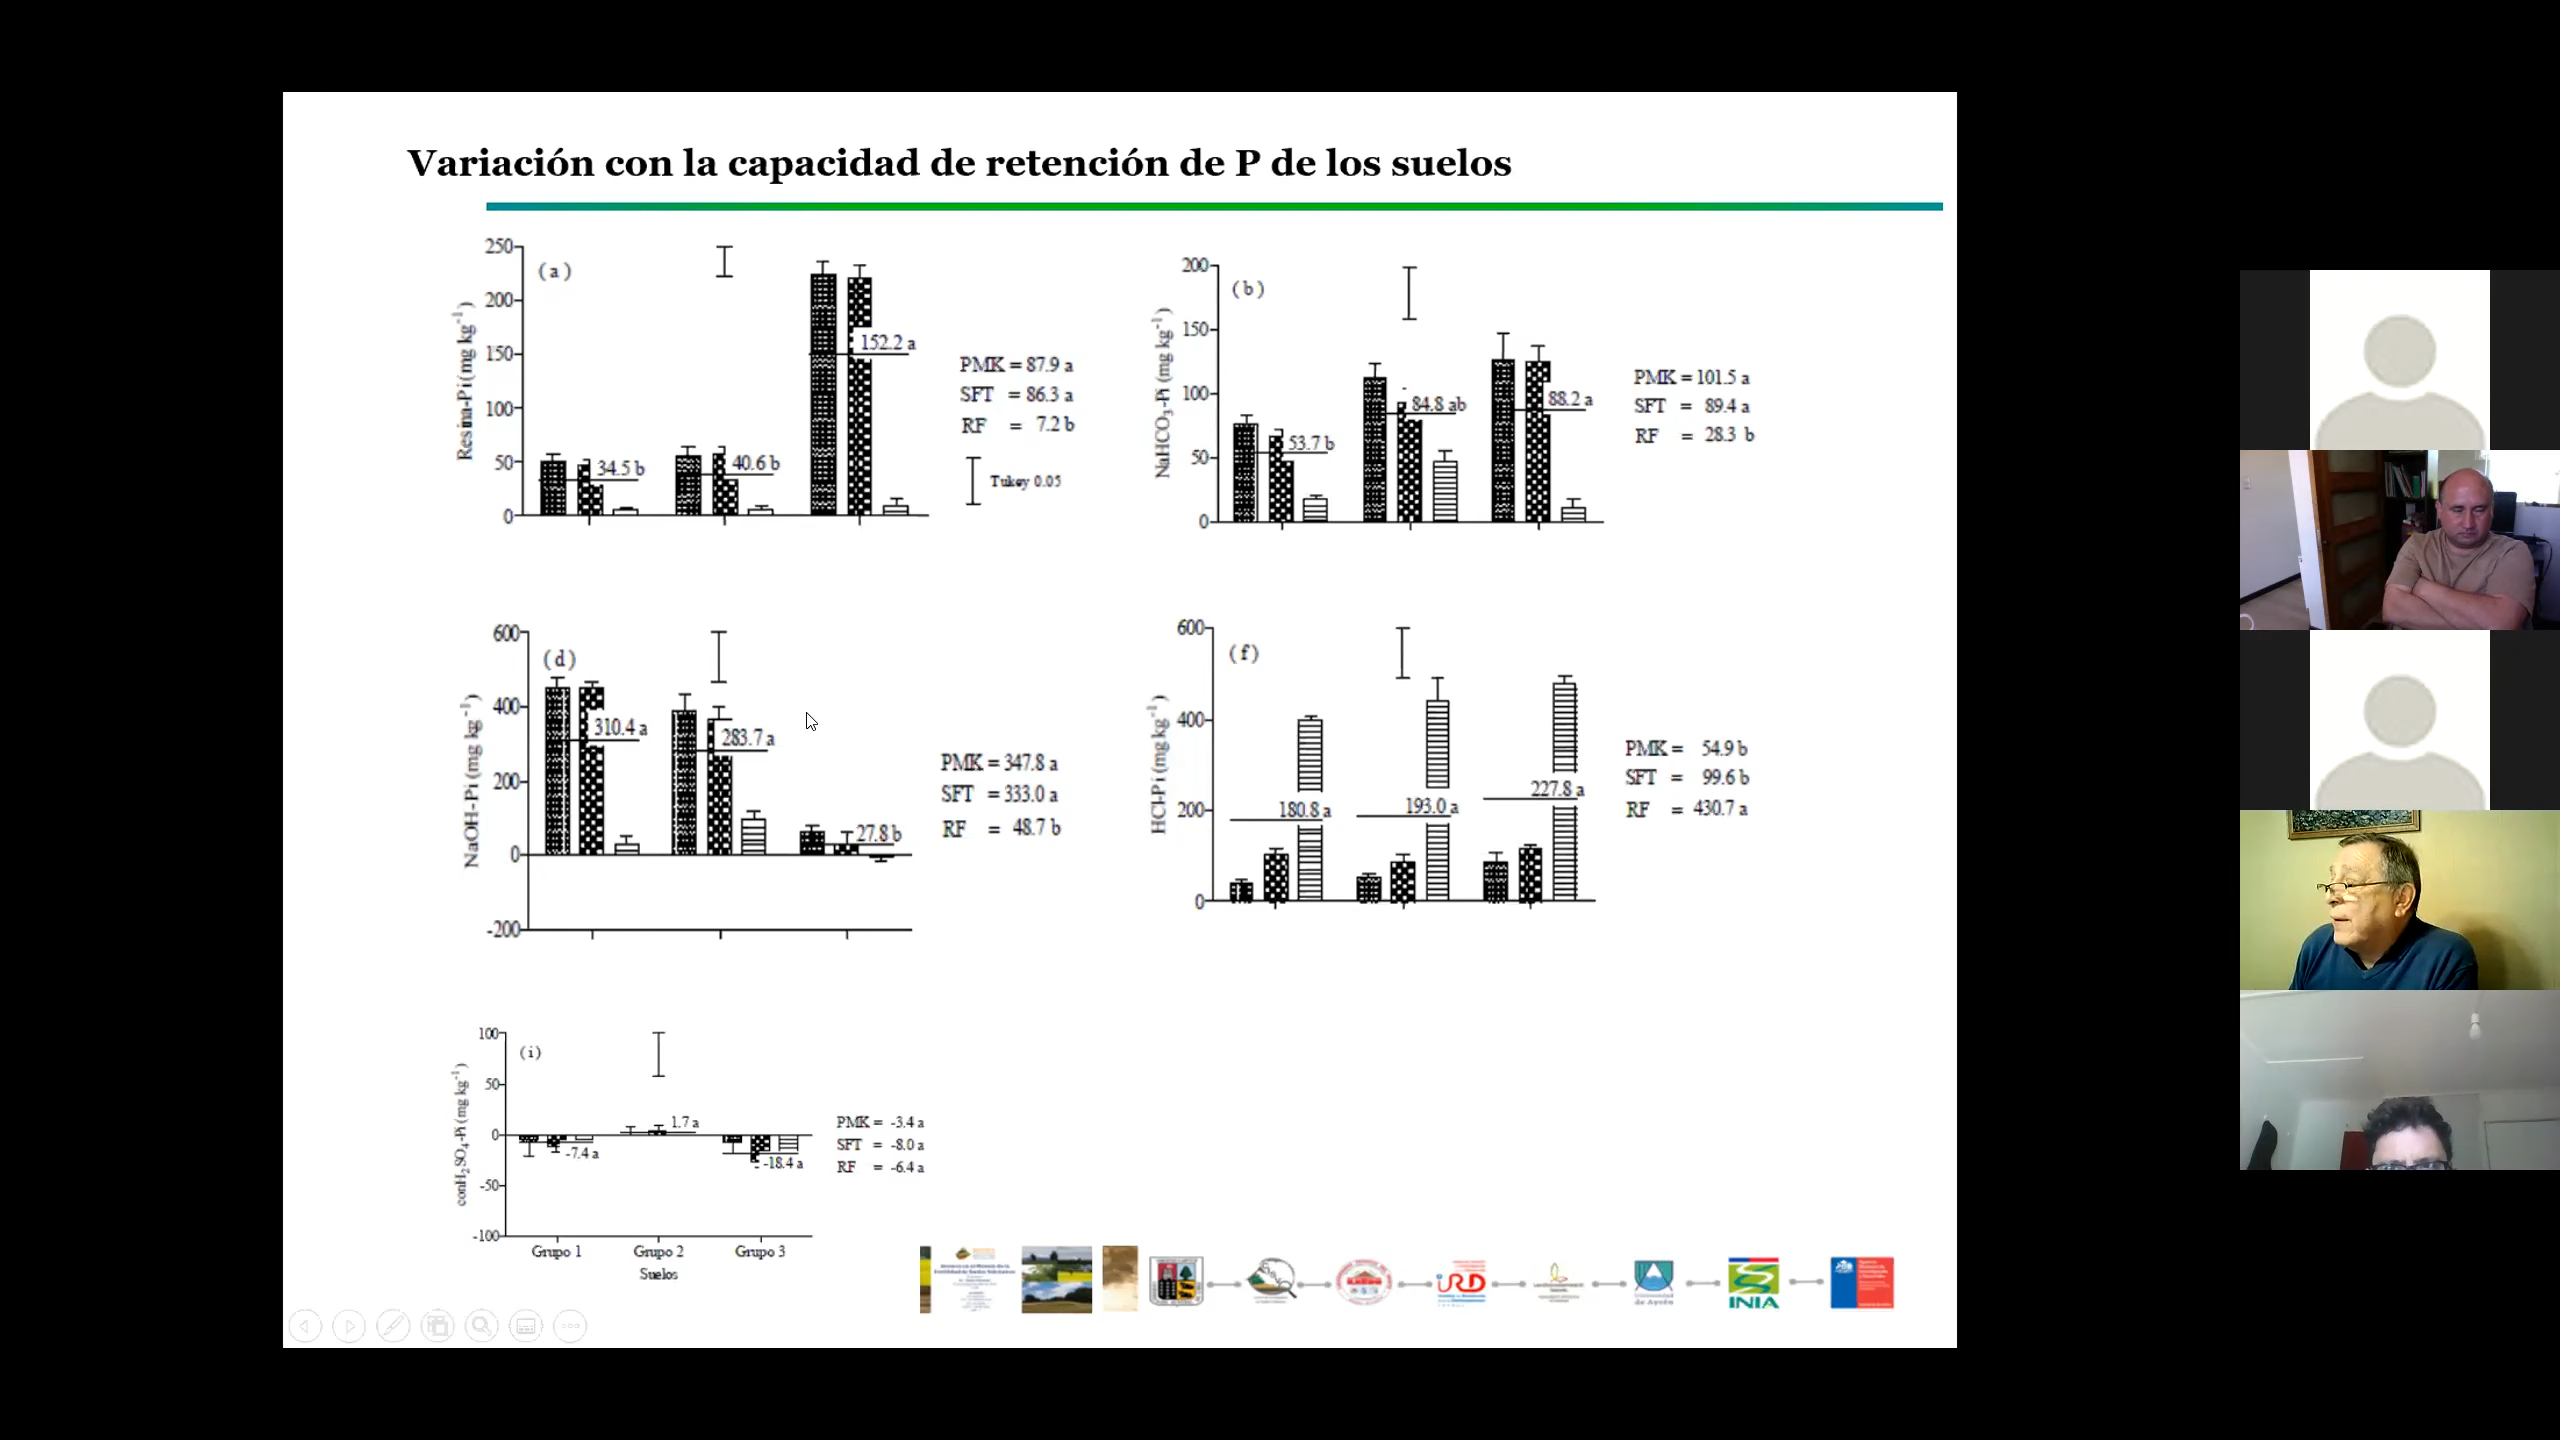 Variación con la capacidad de retención de P de los suelos
250
200
150
100
50
0
Resina-Pi (mg kg⁻¹)
(a)
34.5 b
40.6 b
152.2 a
PMK = 87.9 a
SFT = 86.3 a
RF = 7.2 b
Tukey 0.05
200
150
100
50
0
NaHCO₃-Pi (mg kg⁻¹)
(b)
53.7 b
84.8 ab
88.2 a
PMK = 101.5 a
SFT = 89.4 a
RF = 28.3 b
600
400
200
0
-200
NaOH-Pi (mg kg⁻¹)
(d)
310.4 a
283.7 a
27.8 b
PMK = 347.8 a
SFT = 333.0 a
RF = 48.7 b
600
400
200
0
HCl-Pi (mg kg⁻¹)
(f)
180.8 a
193.0 a
227.8 a
PMK = 54.9 b
SFT = 99.6 b
RF = 430.7 a
100
50
0
-50
-100
conH₂SO₄-Pi (mg kg⁻¹)
(i)
-7.4 a
1.7 a
-18.4 a
PMK = -3.4 a
SFT = -8.0 a
RF = -6.4 a
Grupo 1 Grupo 2 Grupo 3
Suelos
iRD
Universidad
de Aysén
INIA